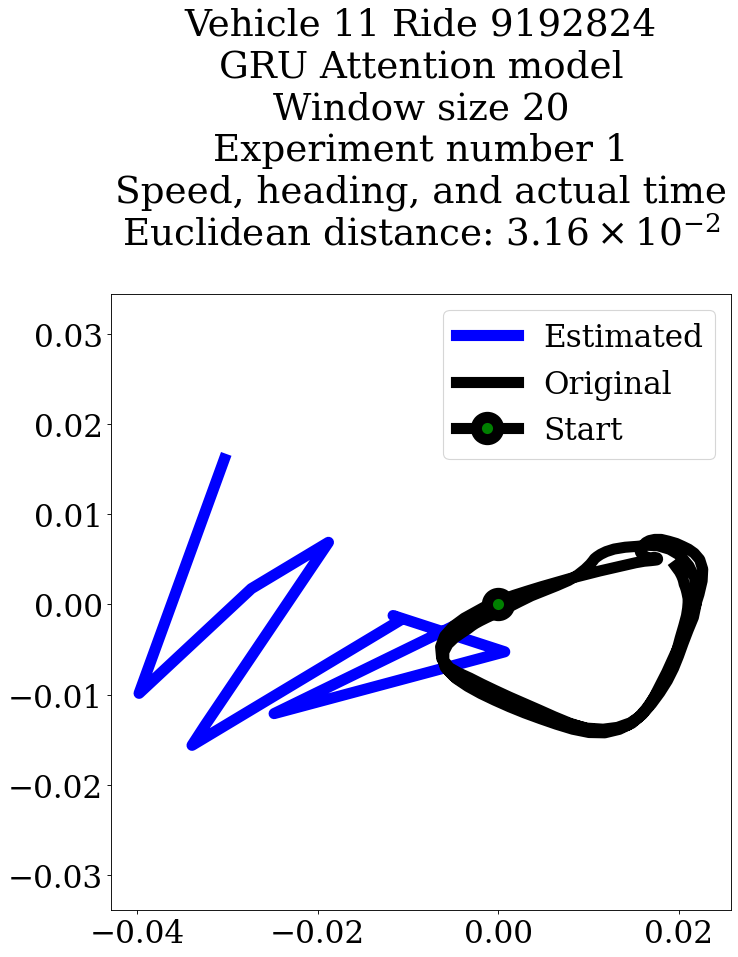 Vehicle 11 Ride 9192824
GRU Attention model
Window size 20
Experiment number 1
Speed, heading, and actual time
Euclidean distance: 3.16 × 10⁻²
Estimated
Original
Start
0.03
0.02
0.01
0.00
−0.01
−0.02
−0.03
−0.04
−0.02
0.00
0.02